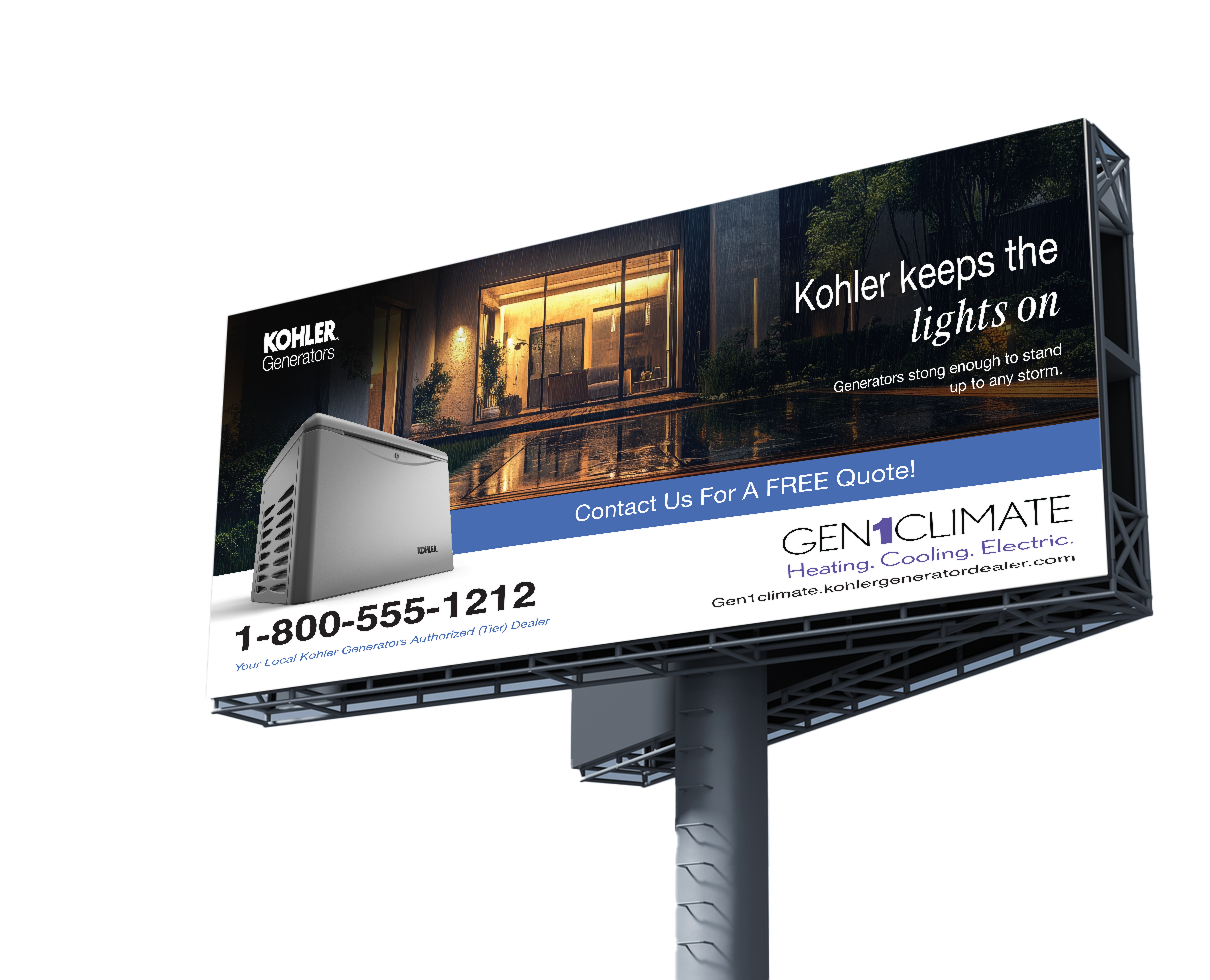 KOHLER
Generators
Kohler keeps the
lights on
Generators stong enough to stand
up to any storm.
KOHLER
Contact Us For A FREE Quote!
1-800-555-1212
Your Local Kohler Generators Authorized (Tier) Dealer
GEN1CLIMATE
Heating. Cooling. Electric.
Gen1climate.kohlergeneratordealer.com